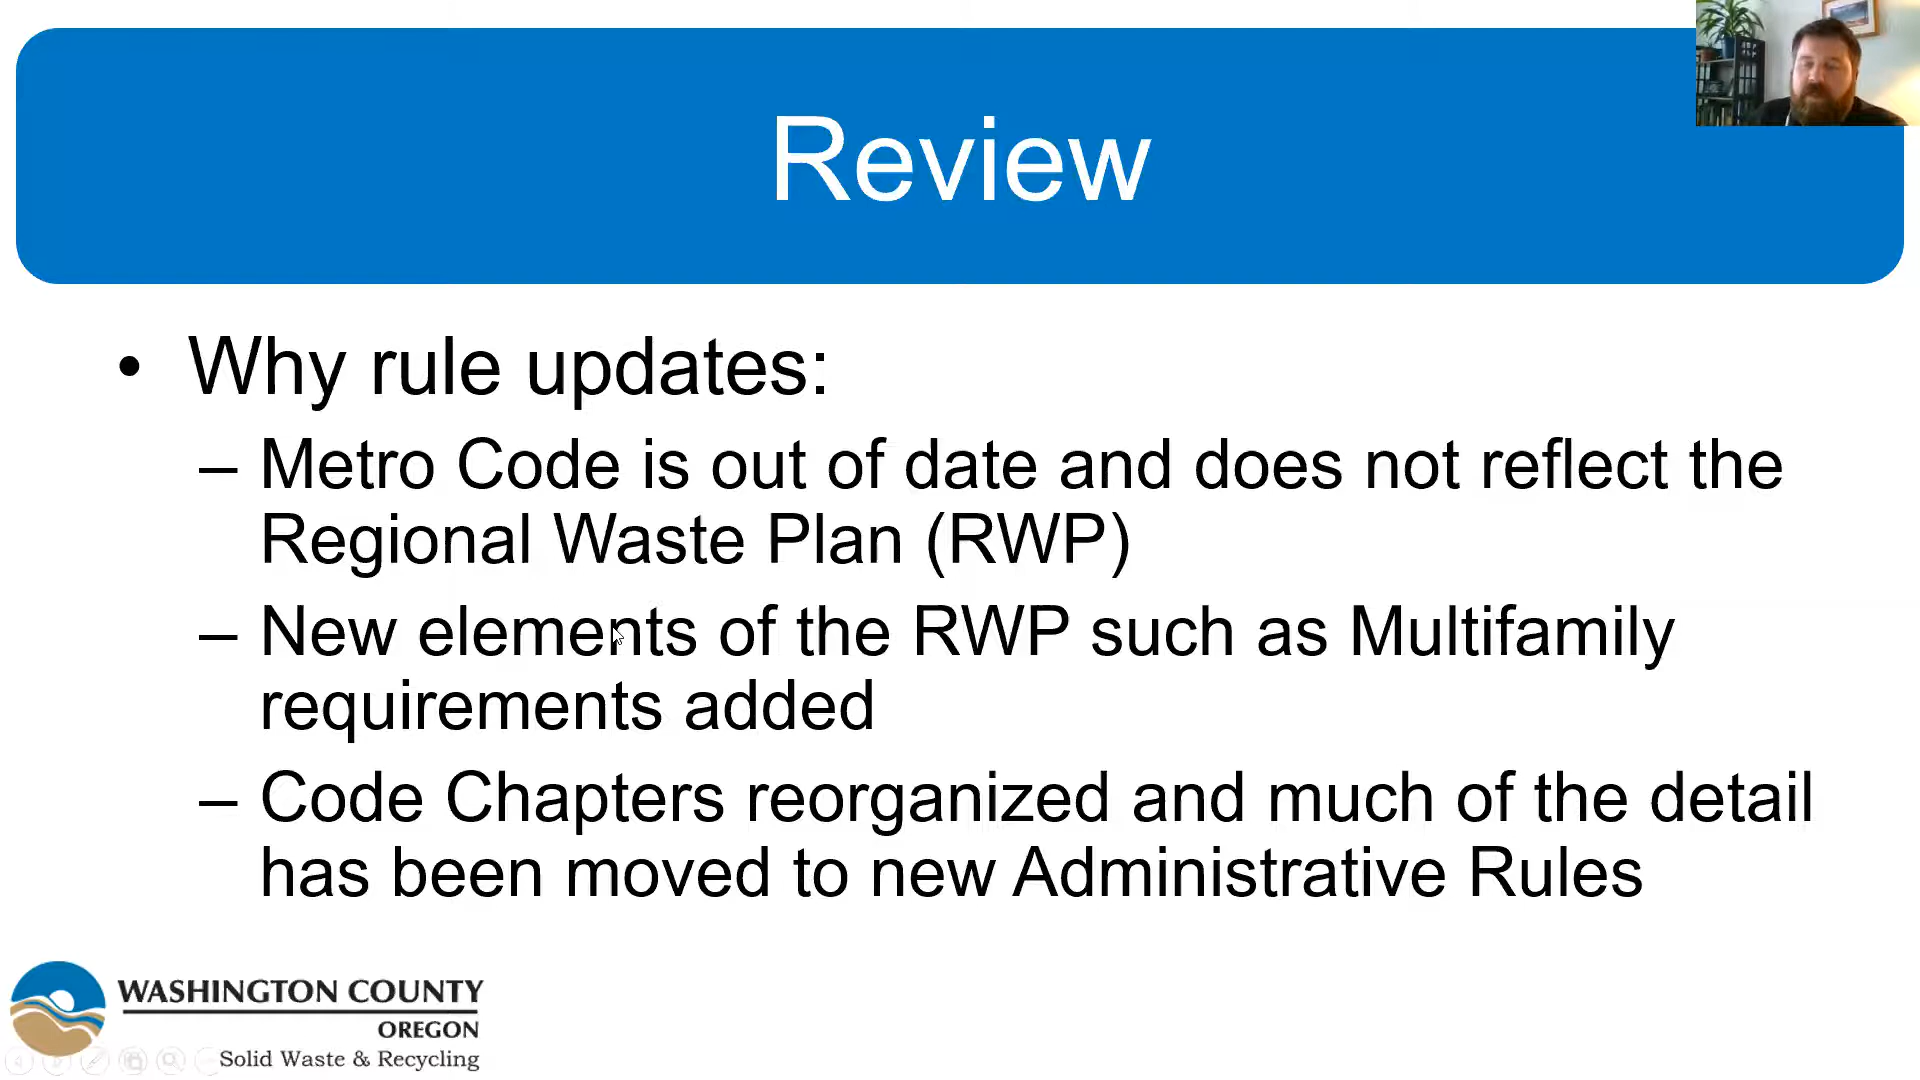 Review
• Why rule updates:
– Metro Code is out of date and does not reflect the
Regional Waste Plan (RWP)
– New elements of the RWP such as Multifamily
requirements added
– Code Chapters reorganized and much of the detail
has been moved to new Administrative Rules
WASHINGTON COUNTY
OREGON
Solid Waste & Recycling